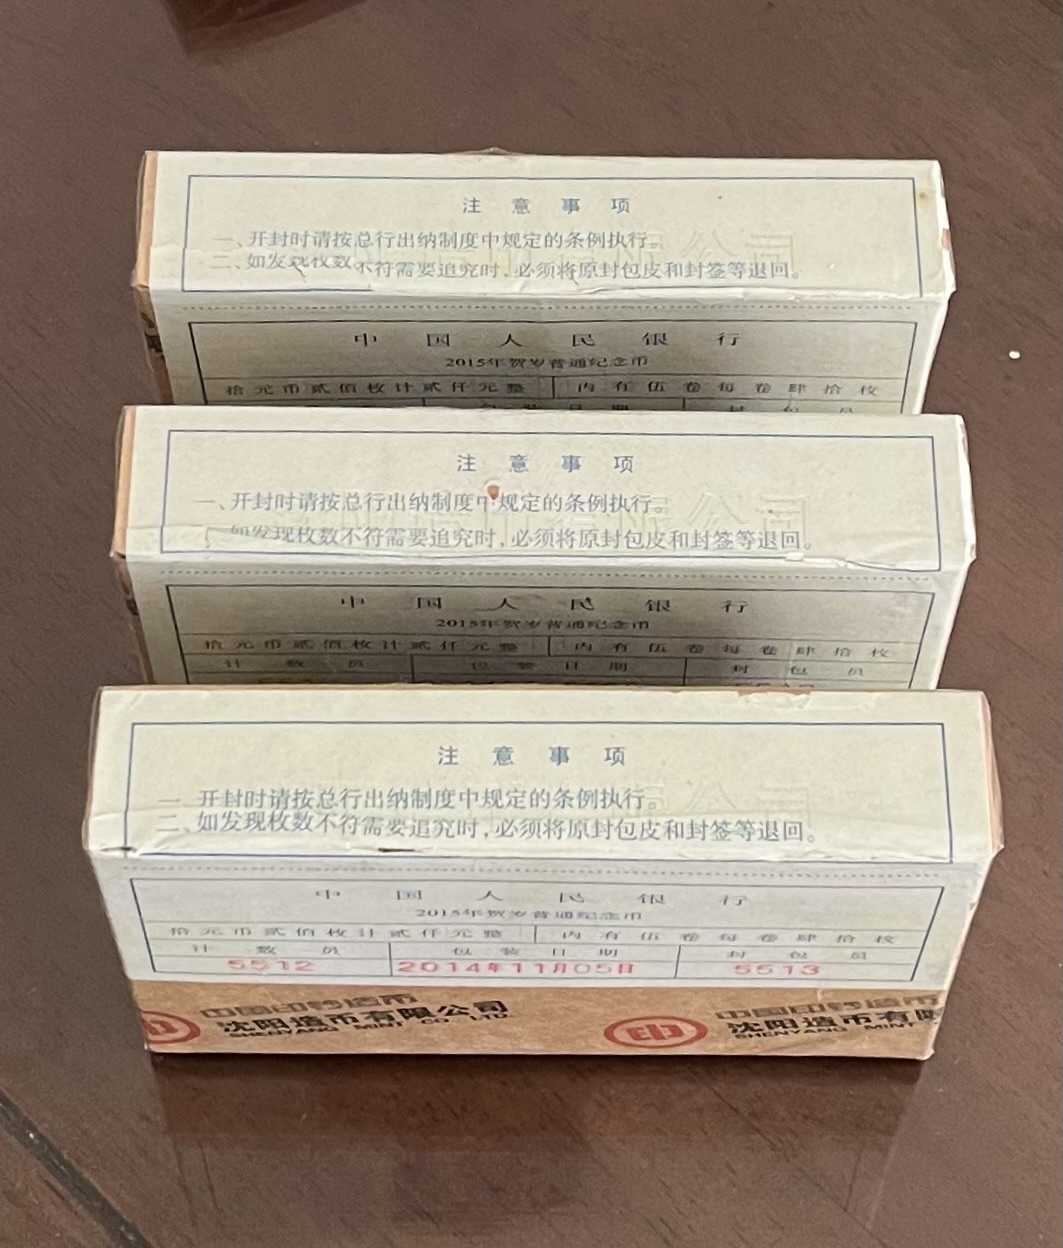 注意事项
一、开封时请按总行出纳制度中规定的条例执行。
二、如发现枚数不符需要追究时,必须将原封包皮和封签等退回。
中国人民银行
2015年贺岁普通纪念币
拾元币贰佰枚计贰仟元整 内有伍卷每卷肆拾枚
包装日期 封包员
注意事项
一、开封时请按总行出纳制度中规定的条例执行。
如发现枚数不符需要追究时,必须将原封包皮和封签等退回。
中国人民银行
2015年贺岁普通纪念币
拾元币贰佰枚计贰仟元整 内有伍卷每卷肆拾枚
计数员 包装日期 封包员
注意事项
一、开封时请按总行出纳制度中规定的条例执行。
二、如发现枚数不符需要追究时,必须将原封包皮和封签等退回。
中国人民银行
2015年贺岁普通纪念币
拾元币贰佰枚计贰仟元整 内有伍卷每卷肆拾枚
计数员 包装日期 封包员
5512 2014年11月05日 5513
中国印钞造币 中国印钞造币
沈阳造币有限公司 沈阳造币有限
SHENYANG MINT CO LTD SHENYANG MINT